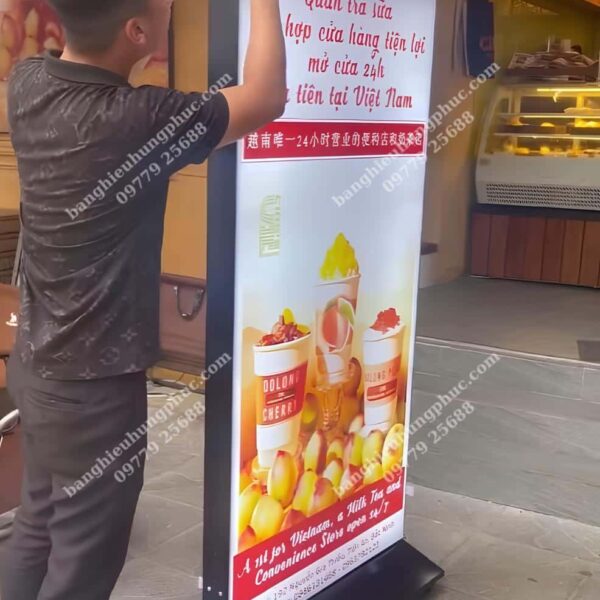 Quán trà sữa
hợp cửa hàng tiện lợi
mở cửa 24h
tiên tại Việt Nam
越南唯一24小时营业的便利店和奶茶店
OOLONG
CHERRY
OOLONG
A 1st for Vietnam, a Milk Tea and
Convenience Store open 24/7
banghieuhungphuc.com
09779 25688
banghieuhungphuc.com
09779 25688
banghieuhungphuc.com
09779 25688
banghieuhungphuc.com
09779 25688